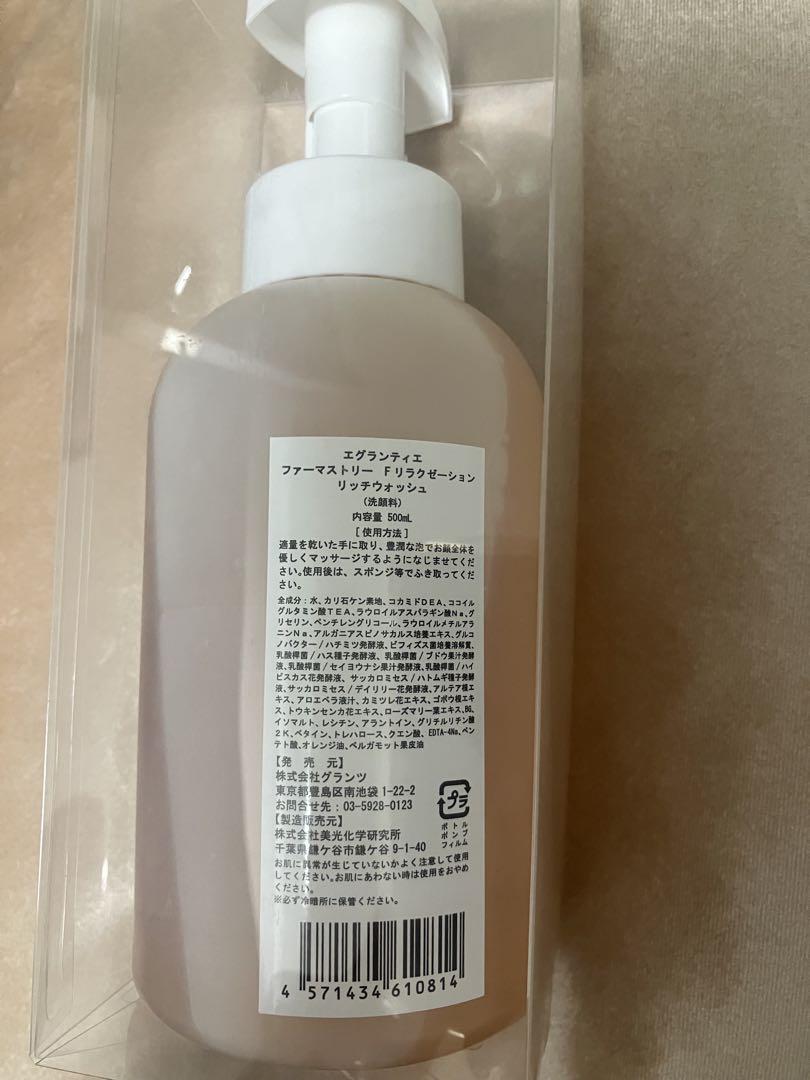 エグランティエ
ファーマストリー Fリラクゼーション
リッチウォッシュ
(洗顔料)
内容量 500mL
[使用方法]
適量を乾いた手に取り、豊潤な泡でお顔全体を
優しくマッサージするようになじませてくだ
さい。使用後は、スポンジ等でふき取ってくださ
い。
全成分：水、カリ石ケン素地、コカミドDEA、ココイル
グルタミン酸TEA、ラウロイルアスパラギン酸Na、グ
リセリン、ペンチレングリコール、ラウロイルメチルアラ
ニンNa、アルガニアスピノサカルス培養エキス、グルコ
ノバクター/ハチミツ発酵液、ビフィズス菌培養溶解質、
乳酸桿菌/ハス種子発酵液、乳酸桿菌/ブドウ果汁発酵
液、乳酸桿菌/セイヨウナシ果汁発酵液、乳酸桿菌/ハイ
ビスカス花発酵液、サッカロミセス/ハトムギ種子発酵
液、サッカロミセス/デイリリー花発酵液、アルテア根エ
キス、アロエベラ液汁、カミツレ花エキス、ゴボウ根エキ
ス、トウキンセンカ花エキス、ローズマリー葉エキス、BG、
イソマルト、レシチン、アラントイン、グリチルリチン酸
2K、ベタイン、トレハロース、クエン酸、EDTA-4Na、ペン
テト酸、オレンジ油、ベルガモット果皮油
【発 売 元】
株式会社グランツ
東京都豊島区南池袋 1-22-2
お問合せ先：03-5928-0123
【製造販売元】
株式会社美光化学研究所
千葉県鎌ケ谷市鎌ケ谷 9-1-40
プラ
ボトル
ポンプ
フィルム
お肌に異常が生じていないかよく注意して使用
してください。お肌にあわない時は使用をおやめ
ください。
※必ず冷暗所に保管ください。
4 571434 610814